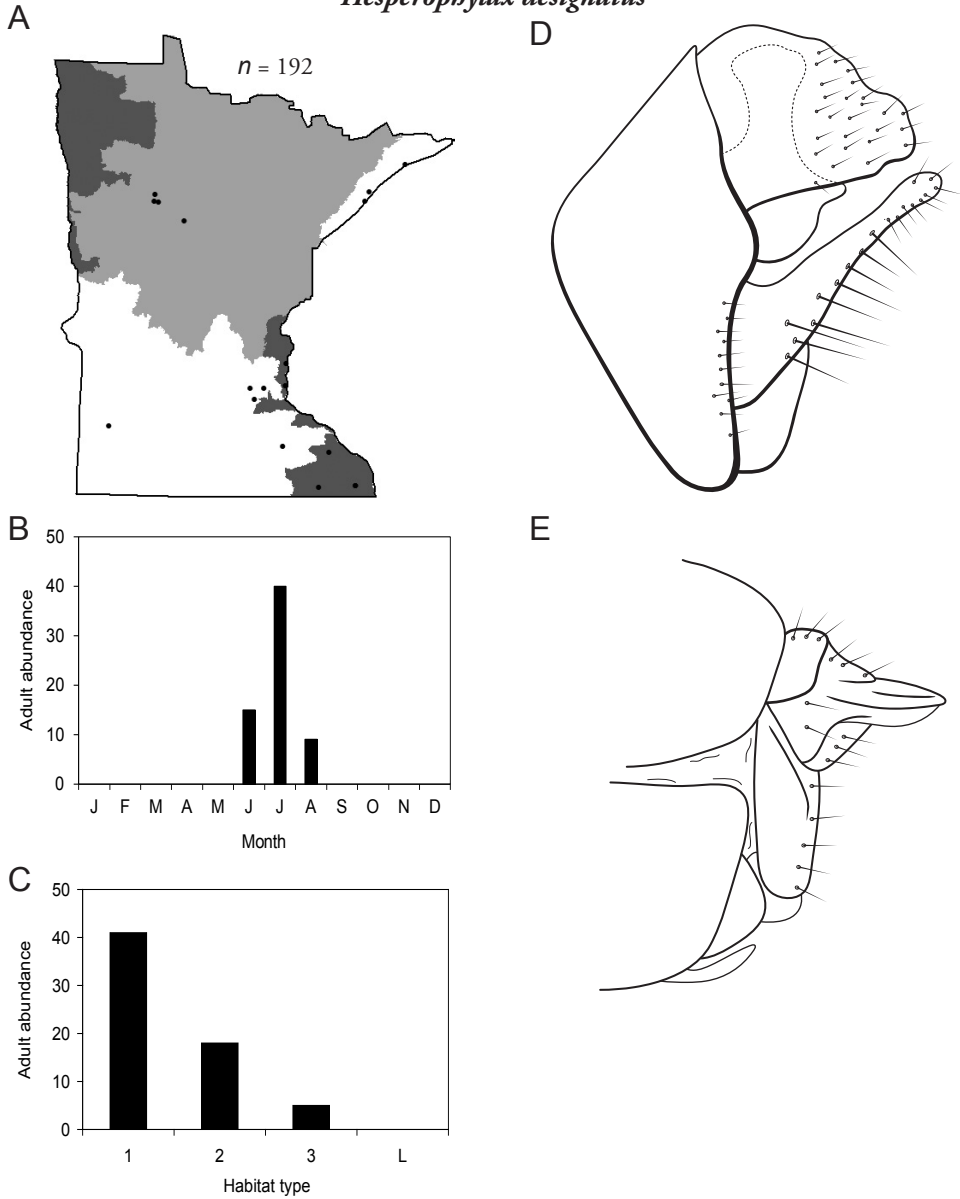 Hesperophylax designatus
A
n = 192
B
50
40
30
20
10
0
Adult abundance
J F M A M J J A S O N D
Month
C
50
40
30
20
10
0
Adult abundance
1 2 3 L
Habitat type
D
E